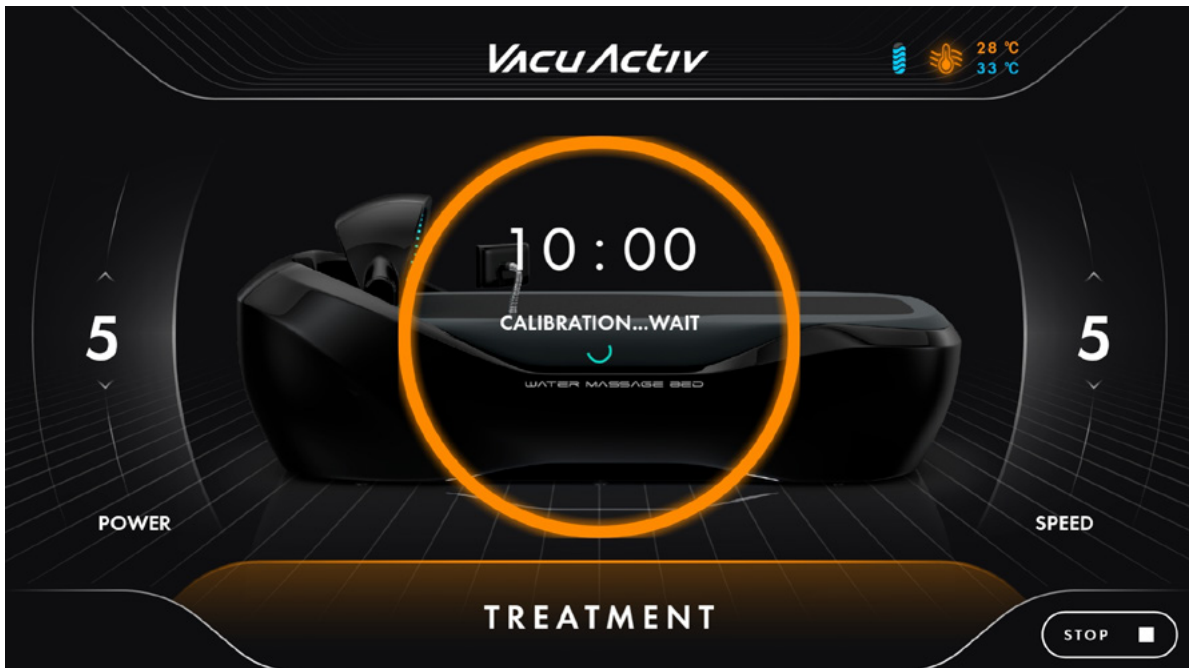 VacuActiv
28 °C
33 °C
10:00
CALIBRATION...WAIT
WATER MASSAGE BED
5
5
POWER
SPEED
TREATMENT
STOP